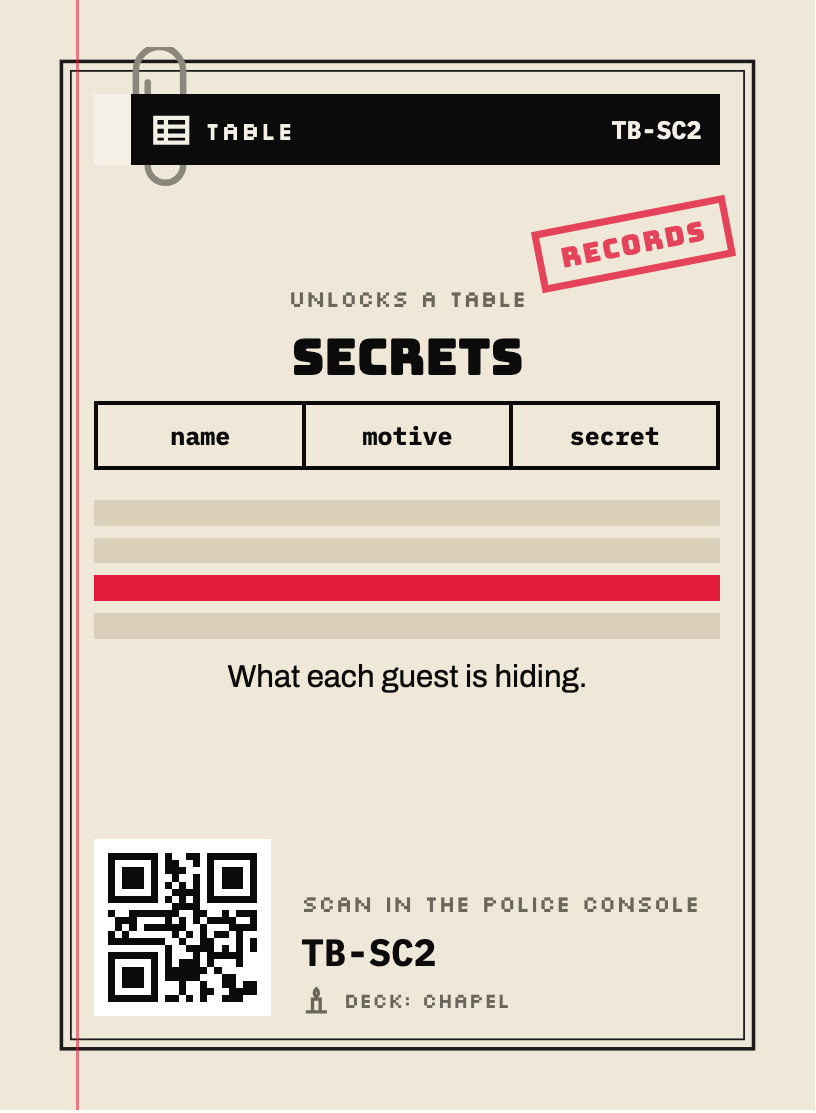 TABLE
TB-SC2
RECORDS
UNLOCKS A TABLE
SECRETS
name motive secret
What each guest is hiding.
SCAN IN THE POLICE CONSOLE
TB-SC2
DECK: CHAPEL